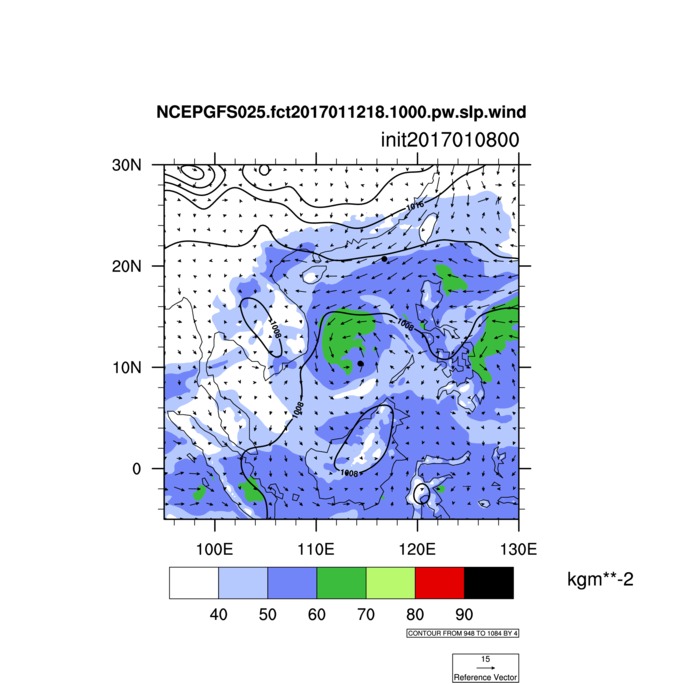 NCEPGFS025.fct2017011218.1000.pw.slp.wind
init2017010800
30N
1016
20N
1008
1008
10N
1008
0
1008
100E 110E 120E 130E
kgm**-2
40 50 60 70 80 90
CONTOUR FROM 948 TO 1084 BY 4
15
Reference Vector